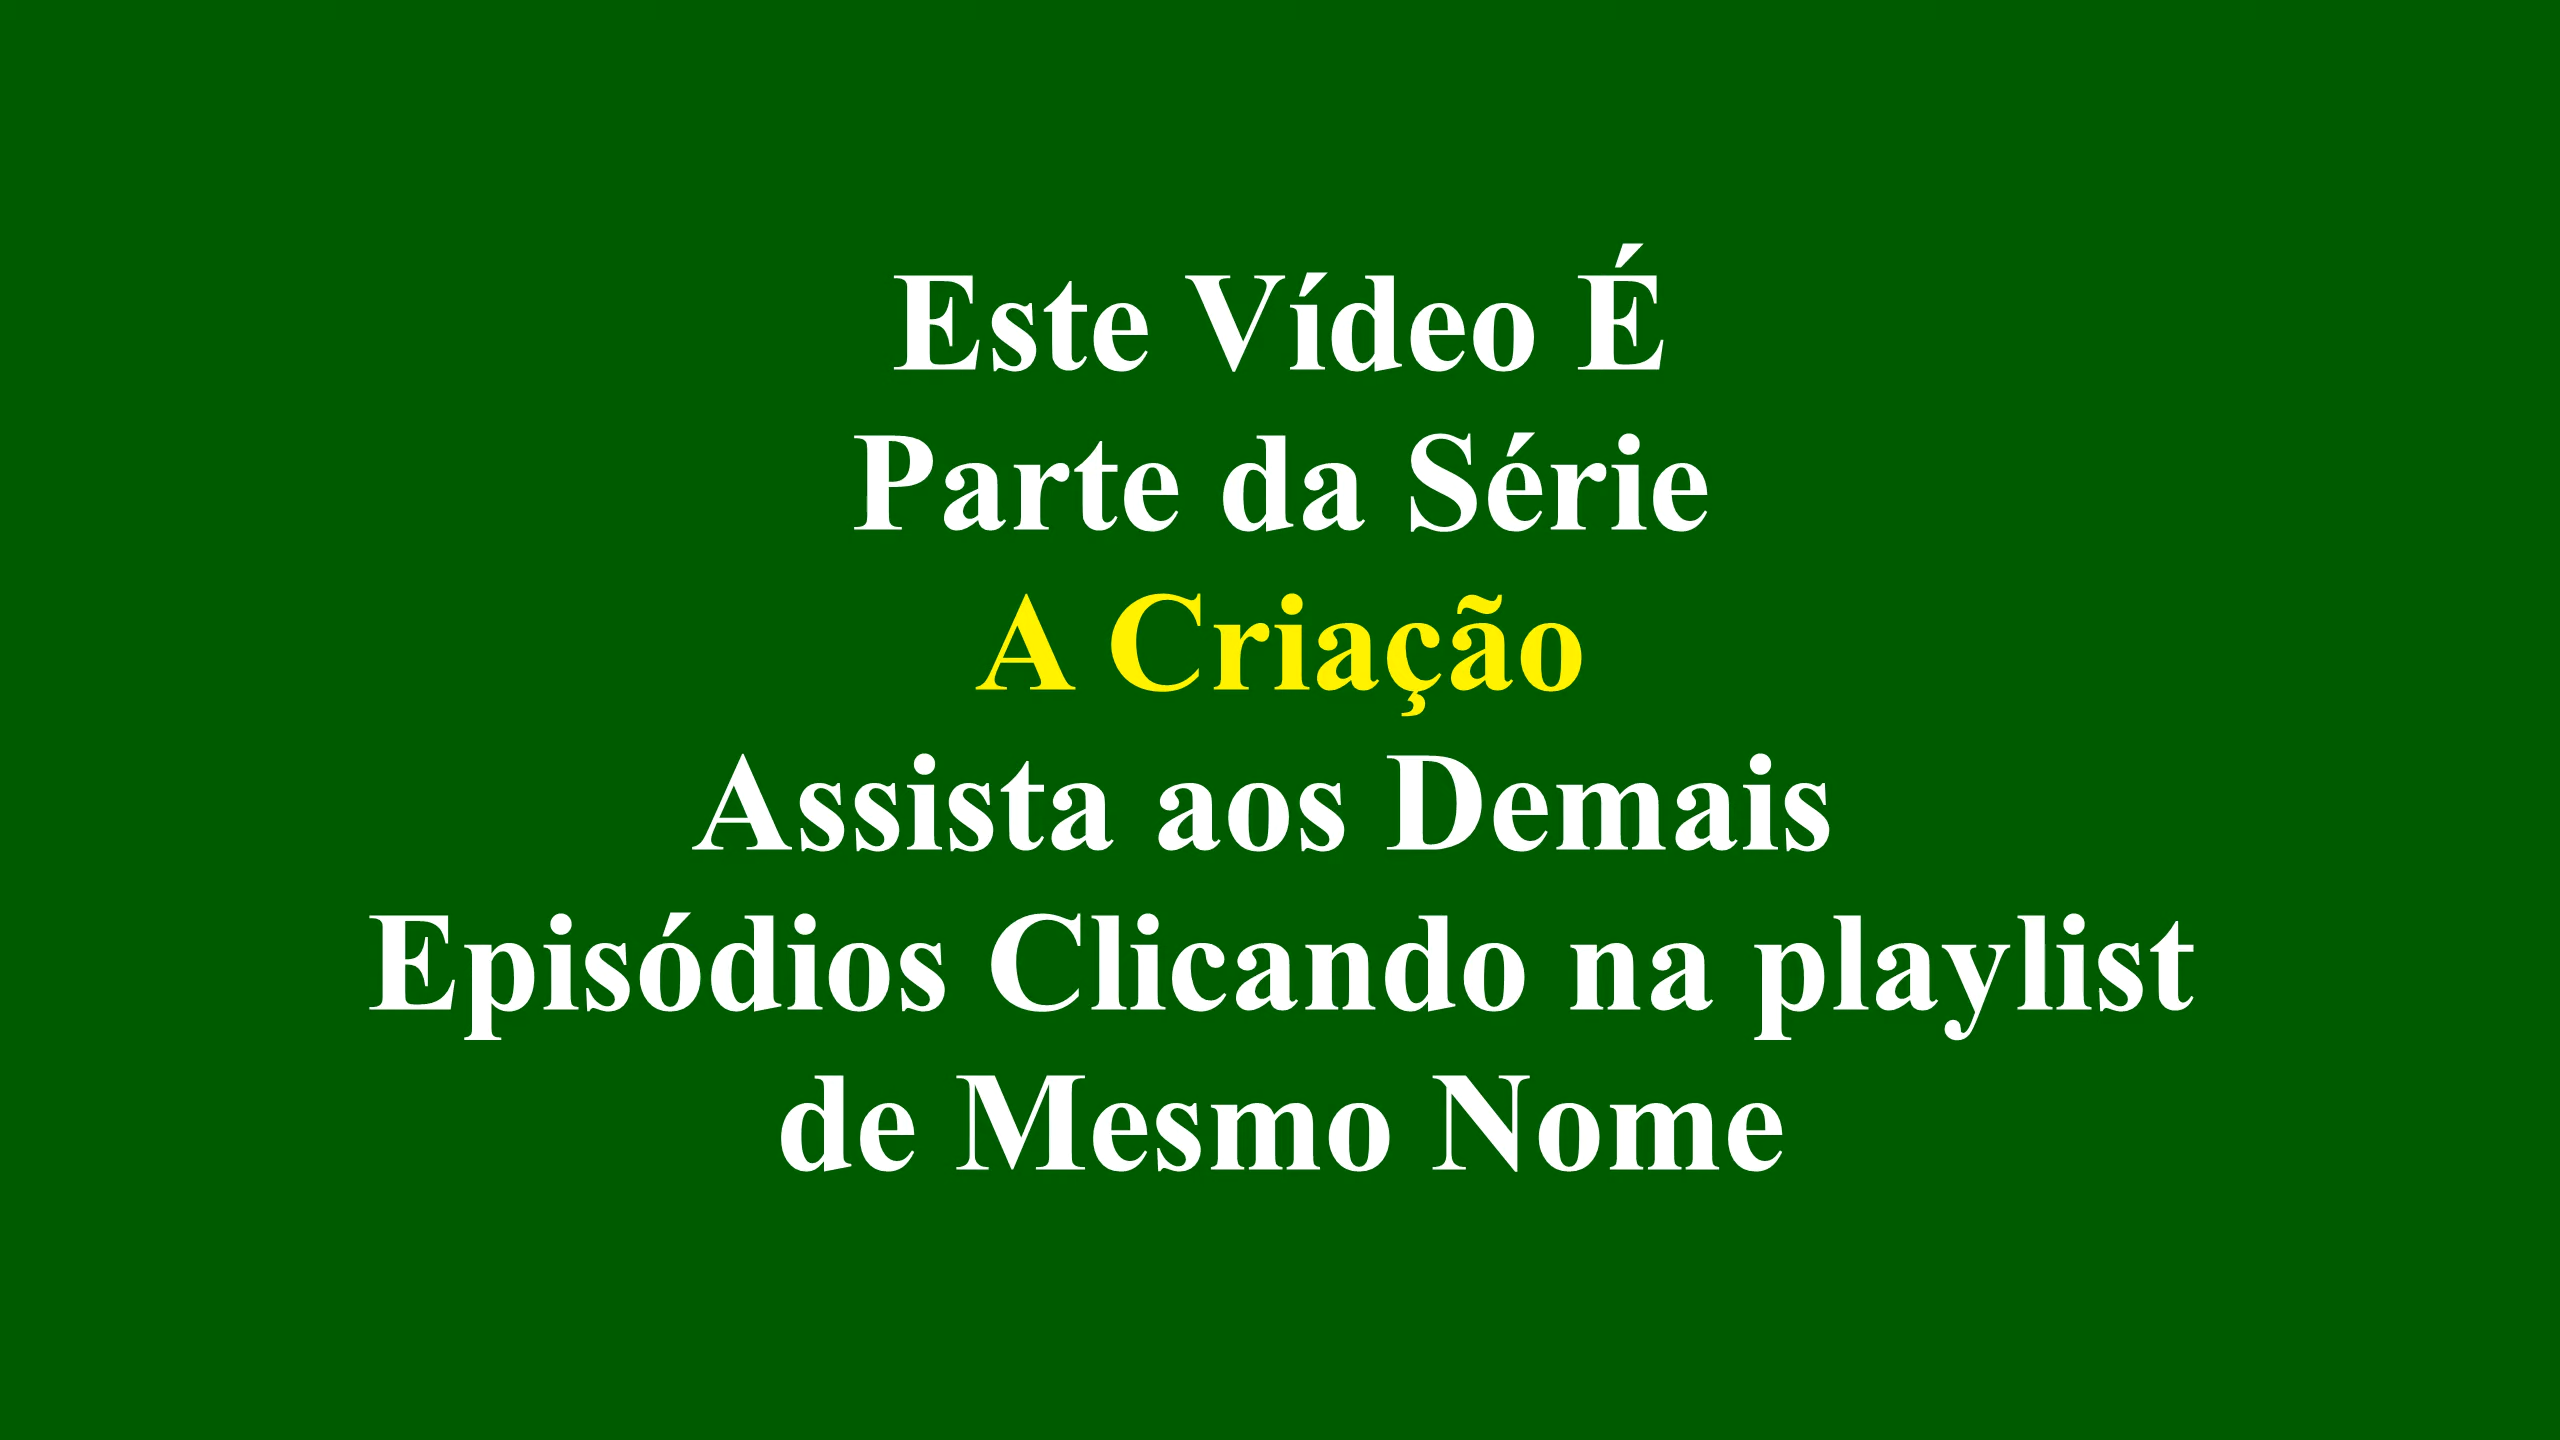 Este Vídeo É
Parte da Série
A Criação
Assista aos Demais
Episódios Clicando na playlist
de Mesmo Nome